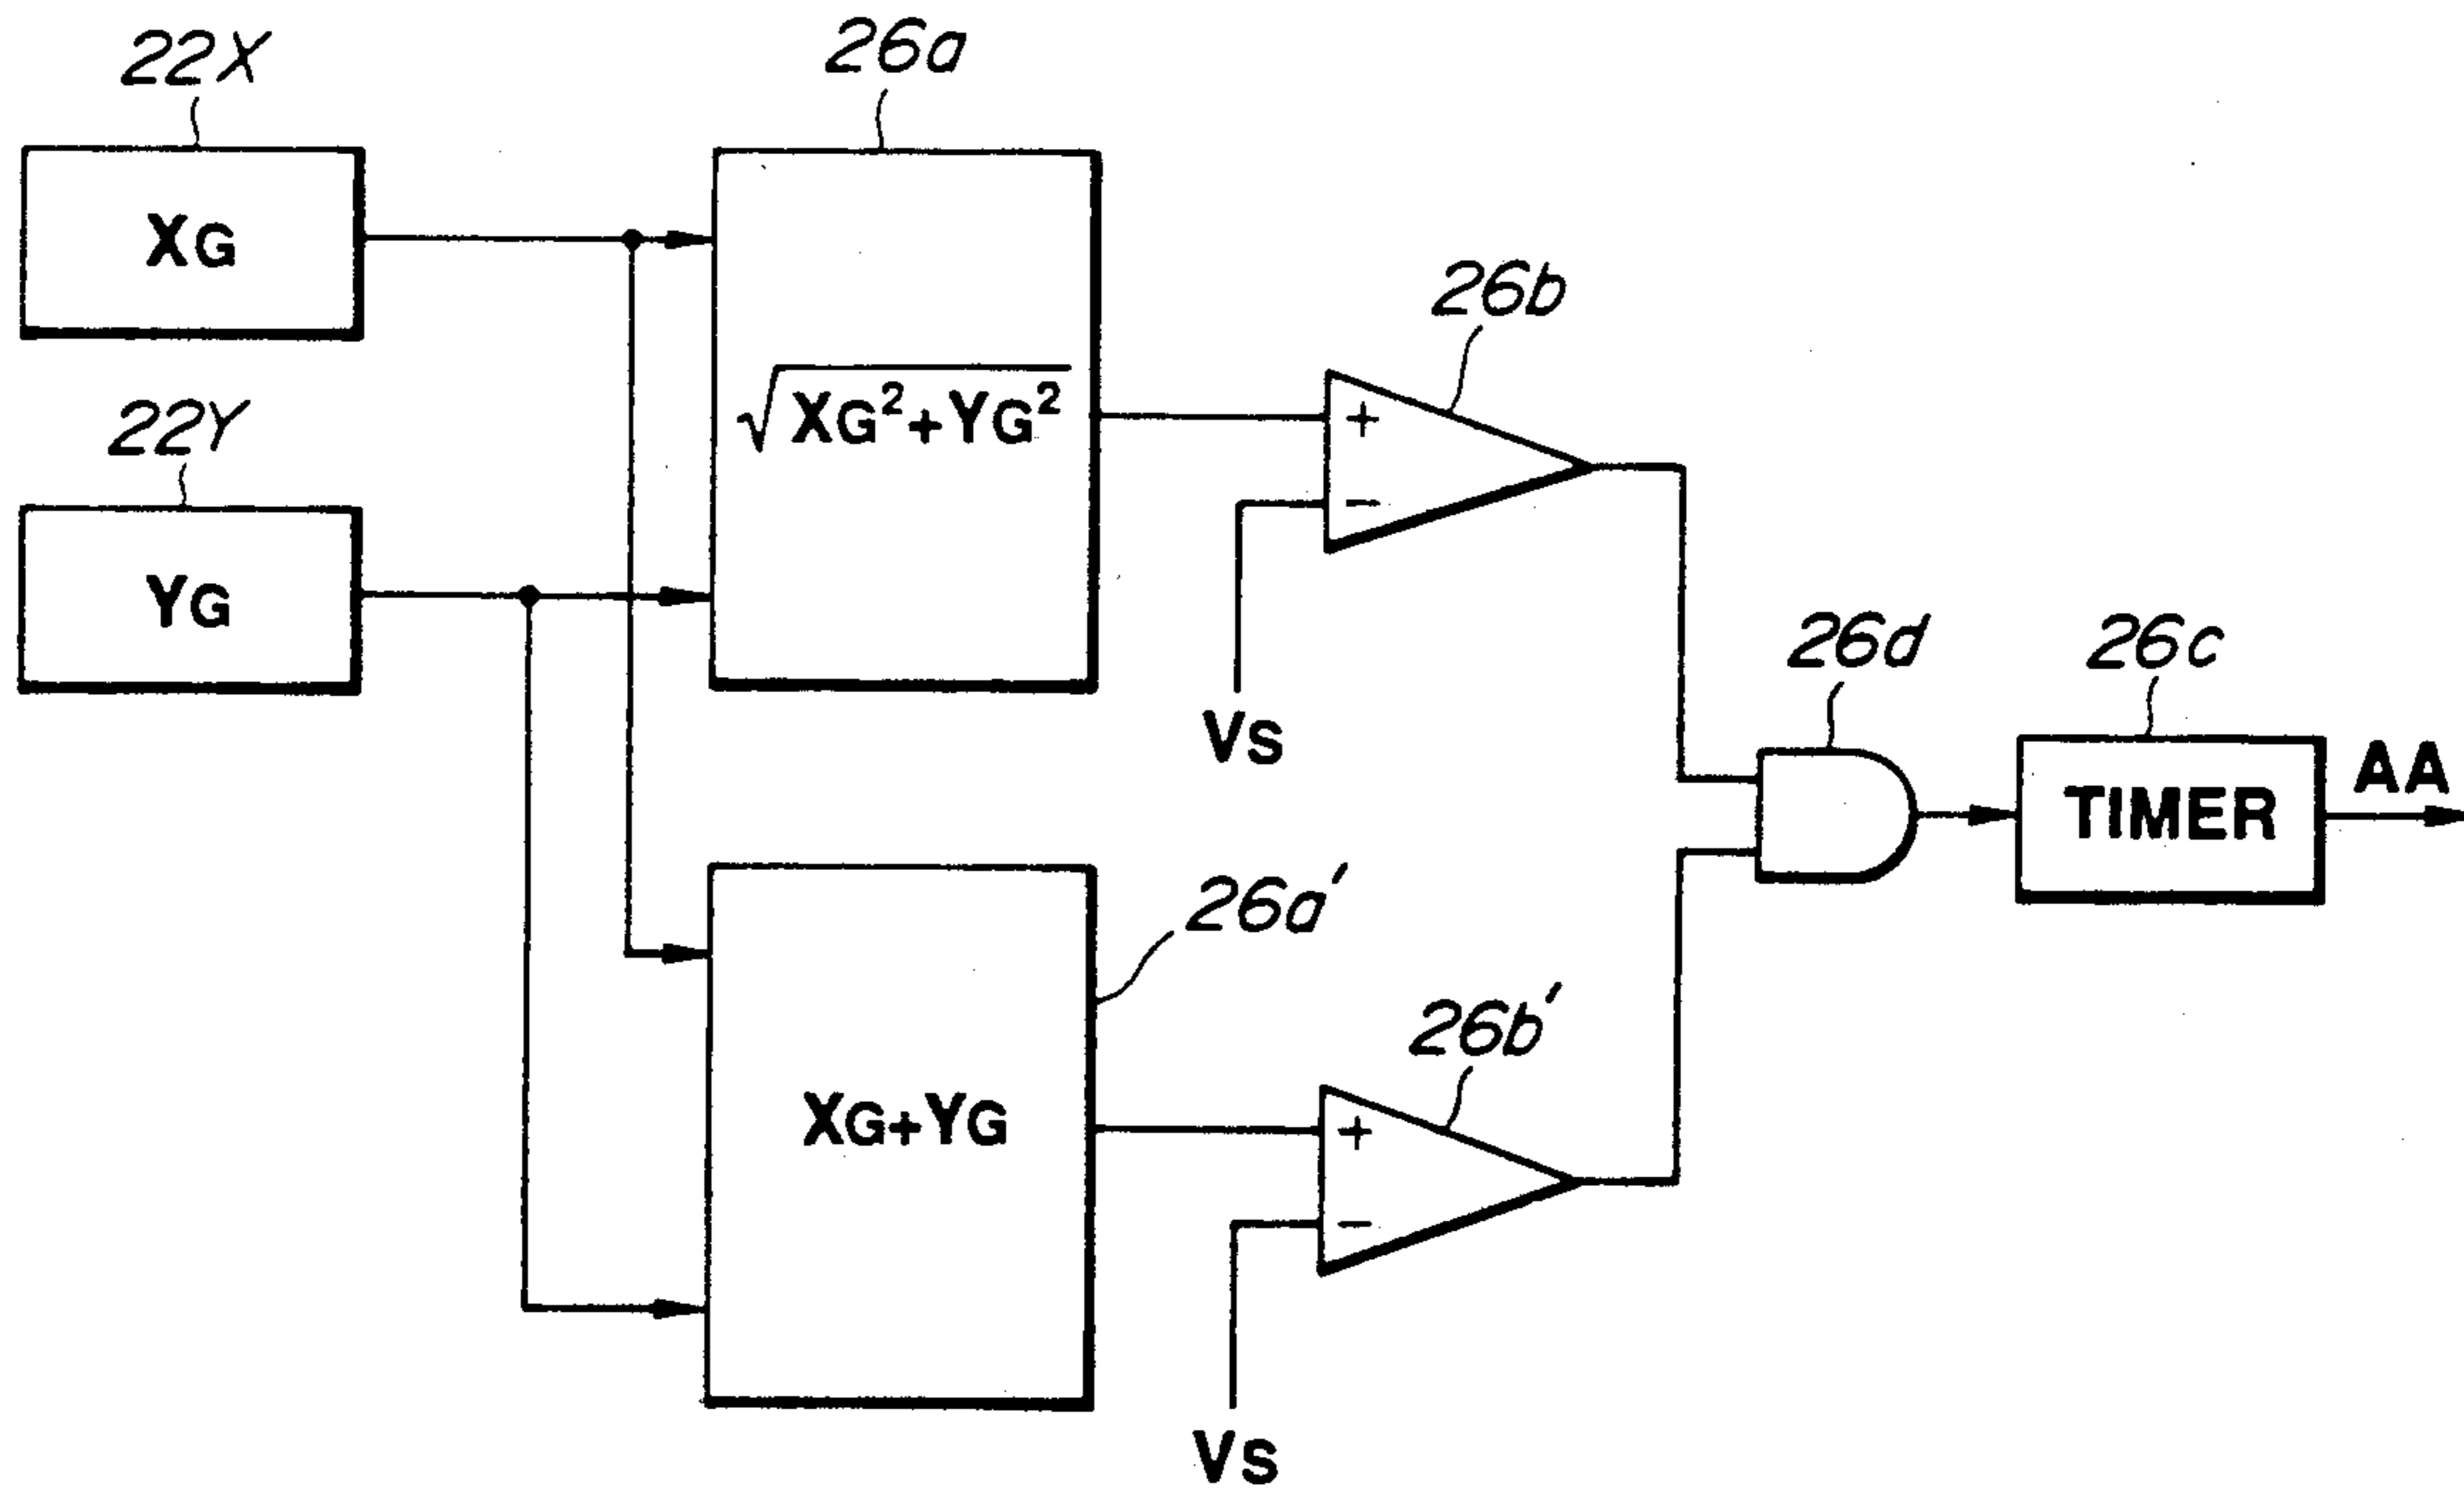 22X
26a
XG
√XG²+YG²
26b
22Y
YG
VS
26d
26c
TIMER
AA
26a'
XG+YG
26b'
VS
+
−
+
−